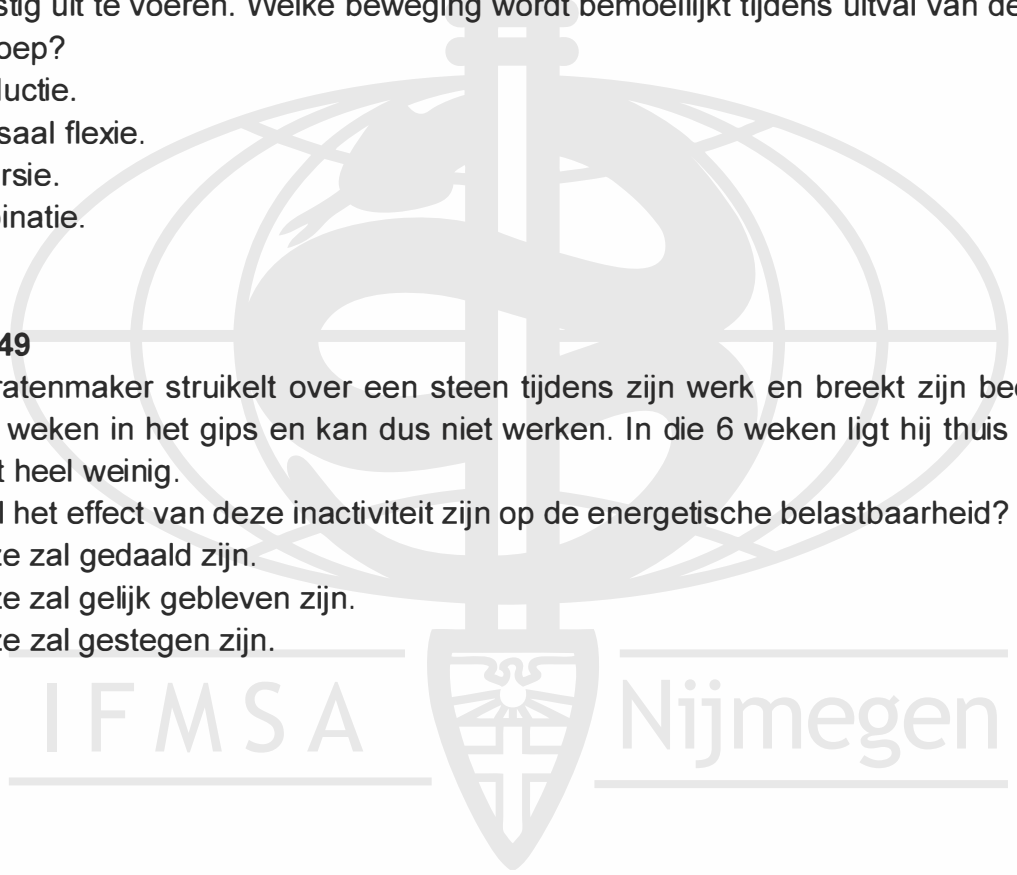 stig uit te voeren. Welke beweging wordt bemoeilijkt tijdens uitval van de
oep?
ductie.
saal flexie.
rsie.
binatie.
49
ratenmaker struikelt over een steen tijdens zijn werk en breekt zijn bee
weken in het gips en kan dus niet werken. In die 6 weken ligt hij thuis
t heel weinig.
l het effect van deze inactiviteit zijn op de energetische belastbaarheid?
ze zal gedaald zijn.
ze zal gelijk gebleven zijn.
ze zal gestegen zijn.
IFMSA Nijmegen